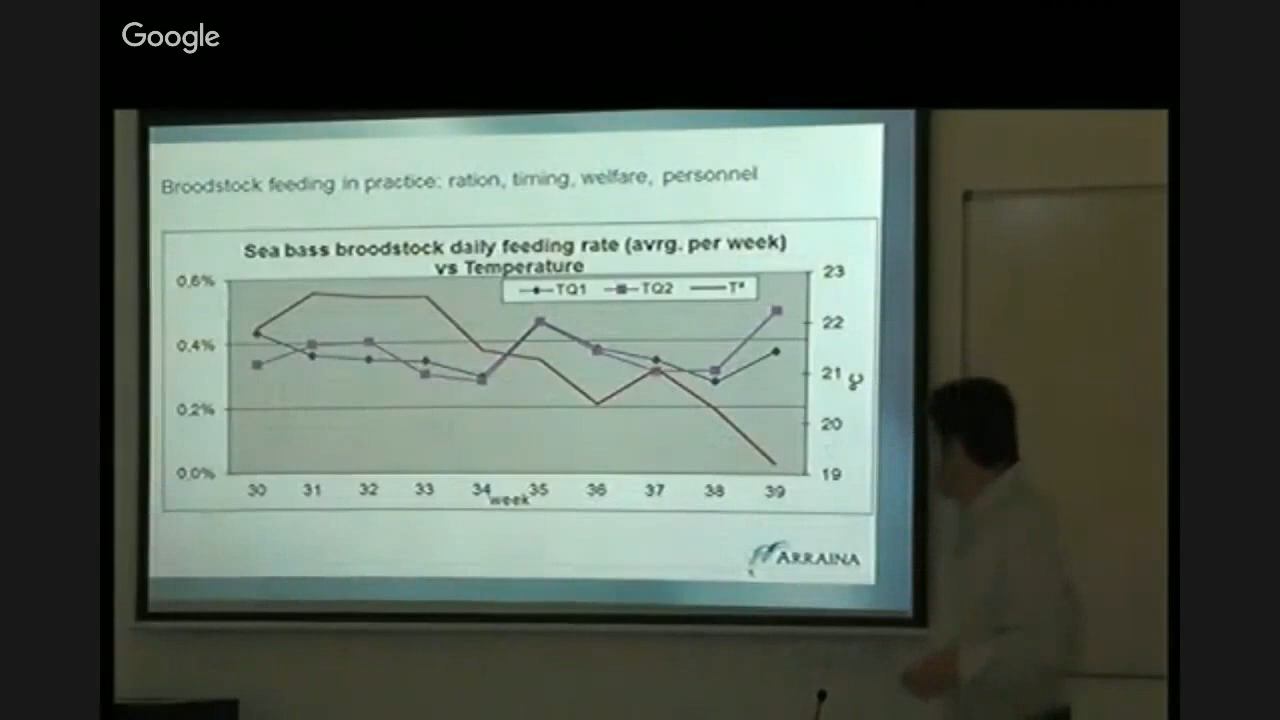 Google
Broodstock feeding in practice: ration, timing, welfare, personnel
Sea bass broodstock daily feeding rate (avrg. per week)
vs Temperature
TQ1 TQ2 Tª
0,6%
0,4%
0,2%
0,0%
23
22
21
20
19
ºC
30 31 32 33 34 35 36 37 38 39
week
ARRAINA